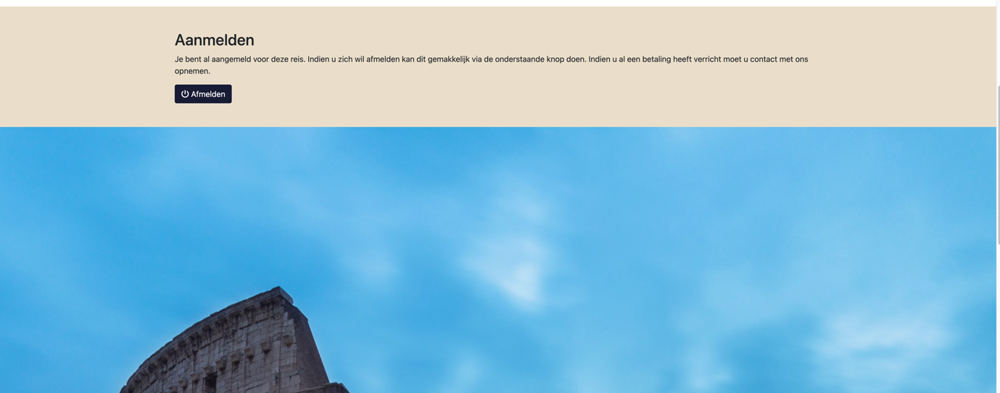 Aanmelden
Je bent al aangemeld voor deze reis. Indien u zich wil afmelden kan dit gemakkelijk via de onderstaande knop doen. Indien u al een betaling heeft verricht moet u contact met ons
opnemen.
Afmelden